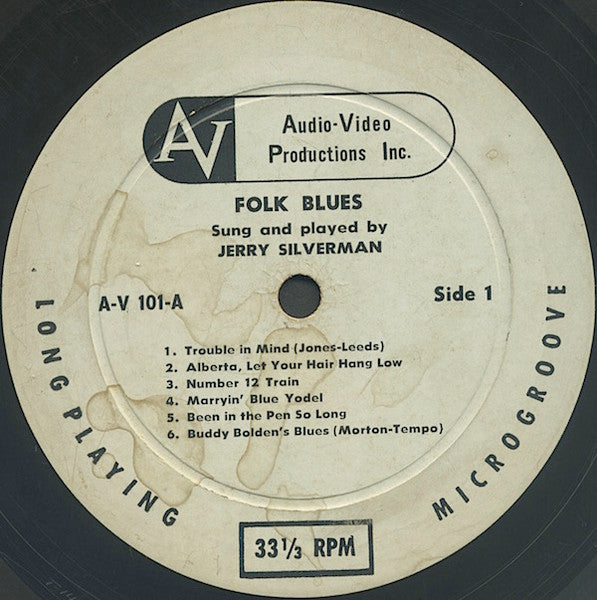 AV
Audio-Video
Productions Inc.
FOLK BLUES
Sung and played by
JERRY SILVERMAN
A-V 101-A
Side 1
1. Trouble in Mind (Jones-Leeds)
2. Alberta, Let Your Hair Hang Low
3. Number 12 Train
4. Marryin' Blue Yodel
5. Been in the Pen So Long
6. Buddy Bolden's Blues (Morton-Tempo)
LONG PLAYING
MICROGROOVE
33 1/3 RPM